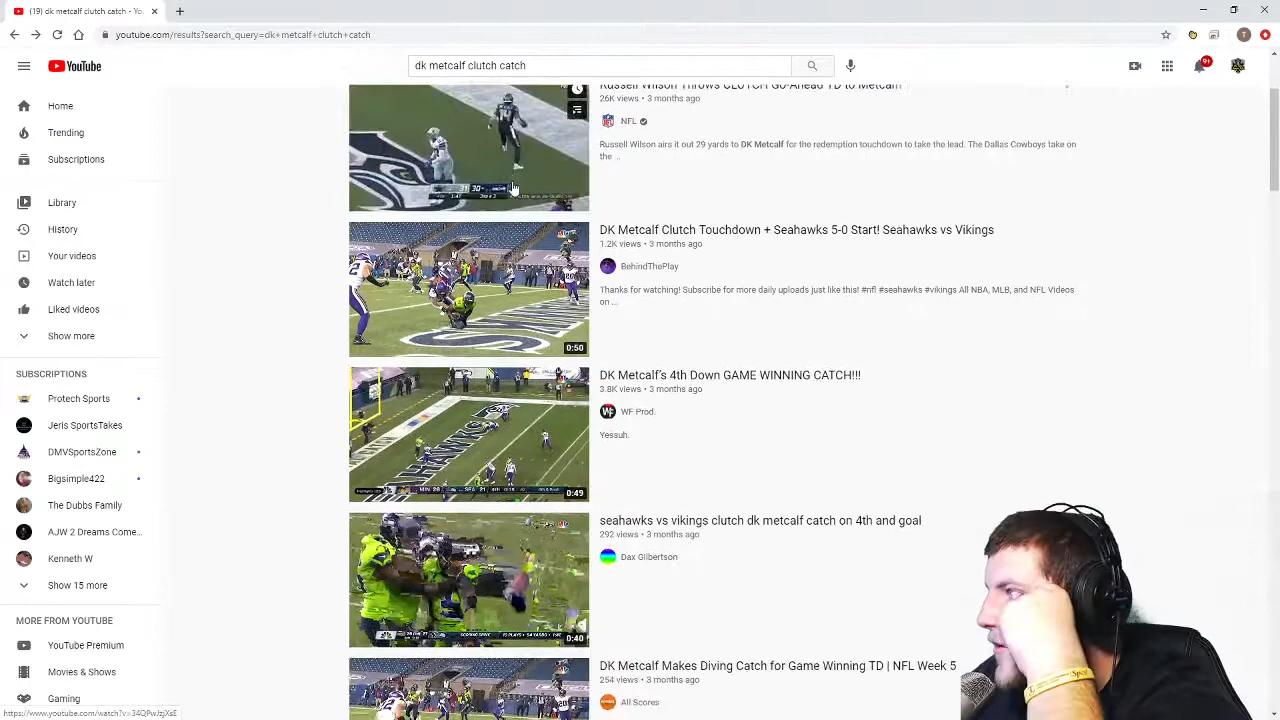 (19) dk metcalf clutch catch - Yo
youtube.com/results?search_query=dk+metcalf+clutch+catch
YouTube
dk metcalf clutch catch
9+
Home
Trending
Subscriptions
Library
History
Your videos
Watch later
Liked videos
Show more
SUBSCRIPTIONS
Protech Sports
Jeris SportsTakes
DMVSportsZone
Bigsimple422
The Dubbs Family
AJW 2 Dreams Come...
Kenneth W
Show 15 more
MORE FROM YOUTUBE
YouTube Premium
Movies & Shows
Gaming
Russell Wilson Throws CLUTCH Go-Ahead TD to Metcalf!
26K views • 3 months ago
NFL
Russell Wilson airs it out 29 yards to DK Metcalf for the redemption touchdown to take the lead. The Dallas Cowboys take on
the ...
31 30
DK Metcalf Clutch Touchdown + Seahawks 5-0 Start! Seahawks vs Vikings
1.2K views • 3 months ago
BehindThePlay
Thanks for watching! Subscribe for more daily uploads just like this! #nfl #seahawks #vikings All NBA, MLB, and NFL Videos
on ...
0:50
DK Metcalf's 4th Down GAME WINNING CATCH!!!
3.8K views • 3 months ago
WF Prod.
Yessuh.
0:49
seahawks vs vikings clutch dk metcalf catch on 4th and goal
292 views • 3 months ago
Dax Gilbertson
0:40
DK Metcalf Makes Diving Catch for Game Winning TD | NFL Week 5
254 views • 3 months ago
All Scores